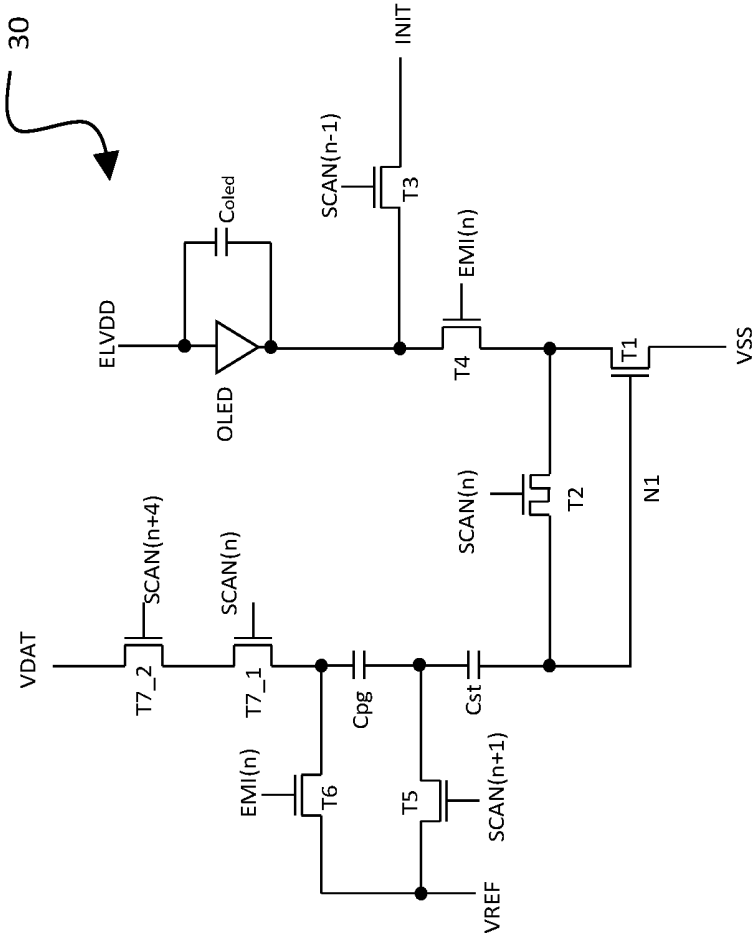 30
ELVDD
Coled
OLED
SCAN(n-1)
INIT
T3
EMI(n)
T4
T1
VSS
SCAN(n)
T2
N1
VDAT
SCAN(n+4)
T7_2
SCAN(n)
T7_1
EMI(n)
T6
Cpg
Cst
T5
SCAN(n+1)
VREF